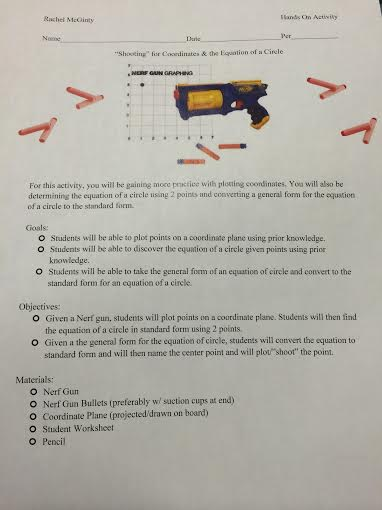 Rachel McGinty Hands On Activity
Name Date Per
"Shooting" for Coordinates & the Equation of a Circle
NERF GUN GRAPHING
For this activity, you will be gaining more practice with plotting coordinates. You will also be
determining the equation of a circle using 2 points and converting a general form for the equation
of a circle to the standard form.
Goals:
Students will be able to plot points on a coordinate plane using prior knowledge.
Students will be able to discover the equation of a circle given points using prior
knowledge.
Students will be able to take the general form of an equation of circle and convert to the
standard form for an equation of a circle.
Objectives:
Given a Nerf gun, students will plot points on a coordinate plane. Students will then find
the equation of a circle in standard form using 2 points.
Given a the general form for the equation of circle, students will convert the equation to
standard form and will then name the center point and will plot/"shoot" the point.
Materials:
Nerf Gun
Nerf Gun Bullets (preferably w/ suction cups at end)
Coordinate Plane (projected/drawn on board)
Student Worksheet
Pencil